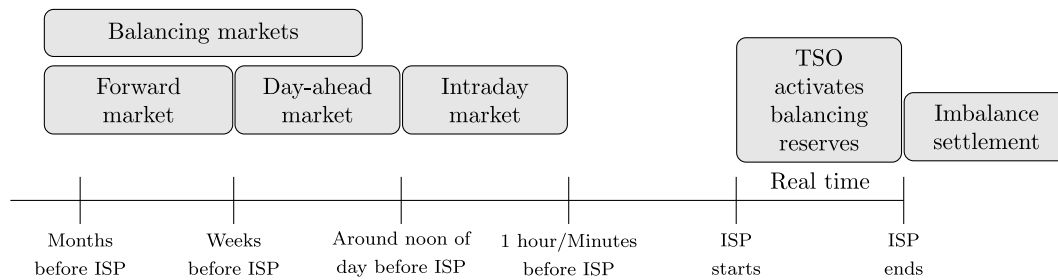 Balancing markets
Forward
market
Day-ahead
market
Intraday
market
TSO
activates
balancing
reserves
Imbalance
settlement
Real time
Months
before ISP
Weeks
before ISP
Around noon of
day before ISP
1 hour/Minutes
before ISP
ISP
starts
ISP
ends